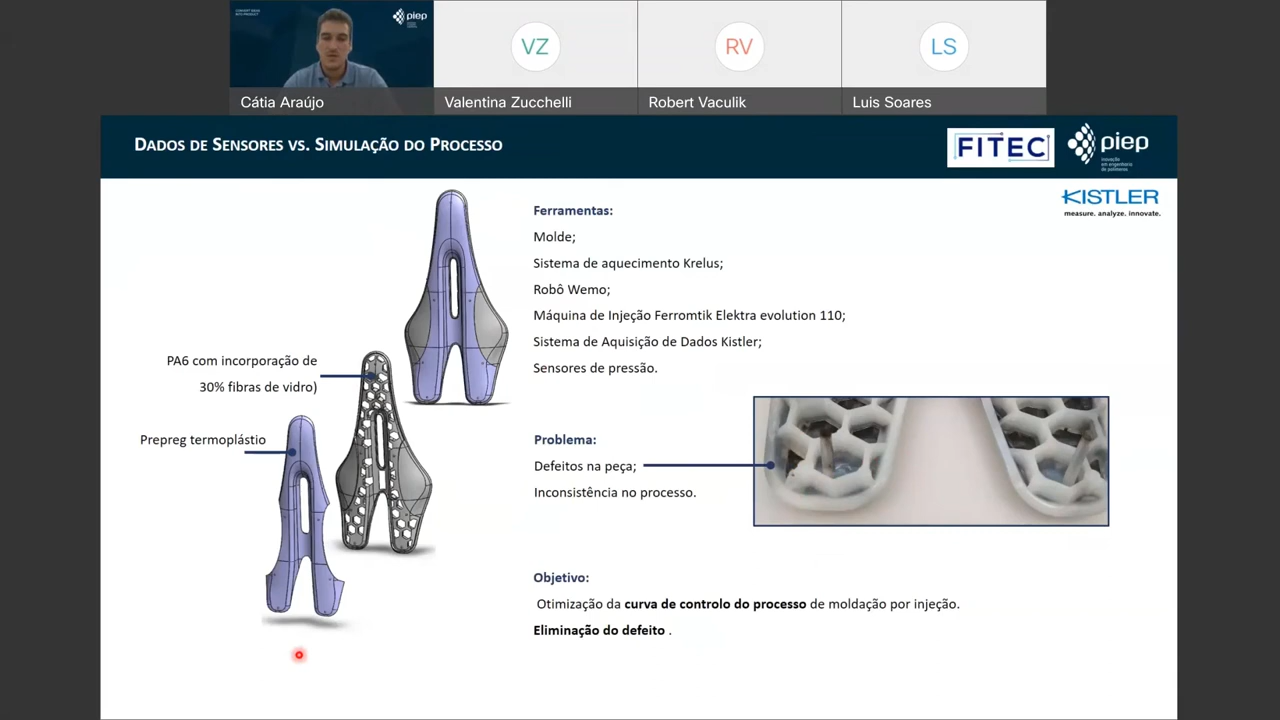 piep
VZ
RV
LS
Cátia Araújo
Valentina Zucchelli
Robert Vaculik
Luis Soares
DADOS DE SENSORES VS. SIMULAÇÃO DO PROCESSO
FITEC
piep
inovação
em engenharia
de polímeros
KISTLER
measure. analyze. innovate.
Ferramentas:
Molde;
Sistema de aquecimento Krelus;
Robô Wemo;
Máquina de Injeção Ferromtik Elektra evolution 110;
Sistema de Aquisição de Dados Kistler;
Sensores de pressão.
PA6 com incorporação de
30% fibras de vidro)
Prepreg termoplástio
Problema:
Defeitos na peça;
Inconsistência no processo.
Objetivo:
Otimização da curva de controlo do processo de moldação por injeção.
Eliminação do defeito .